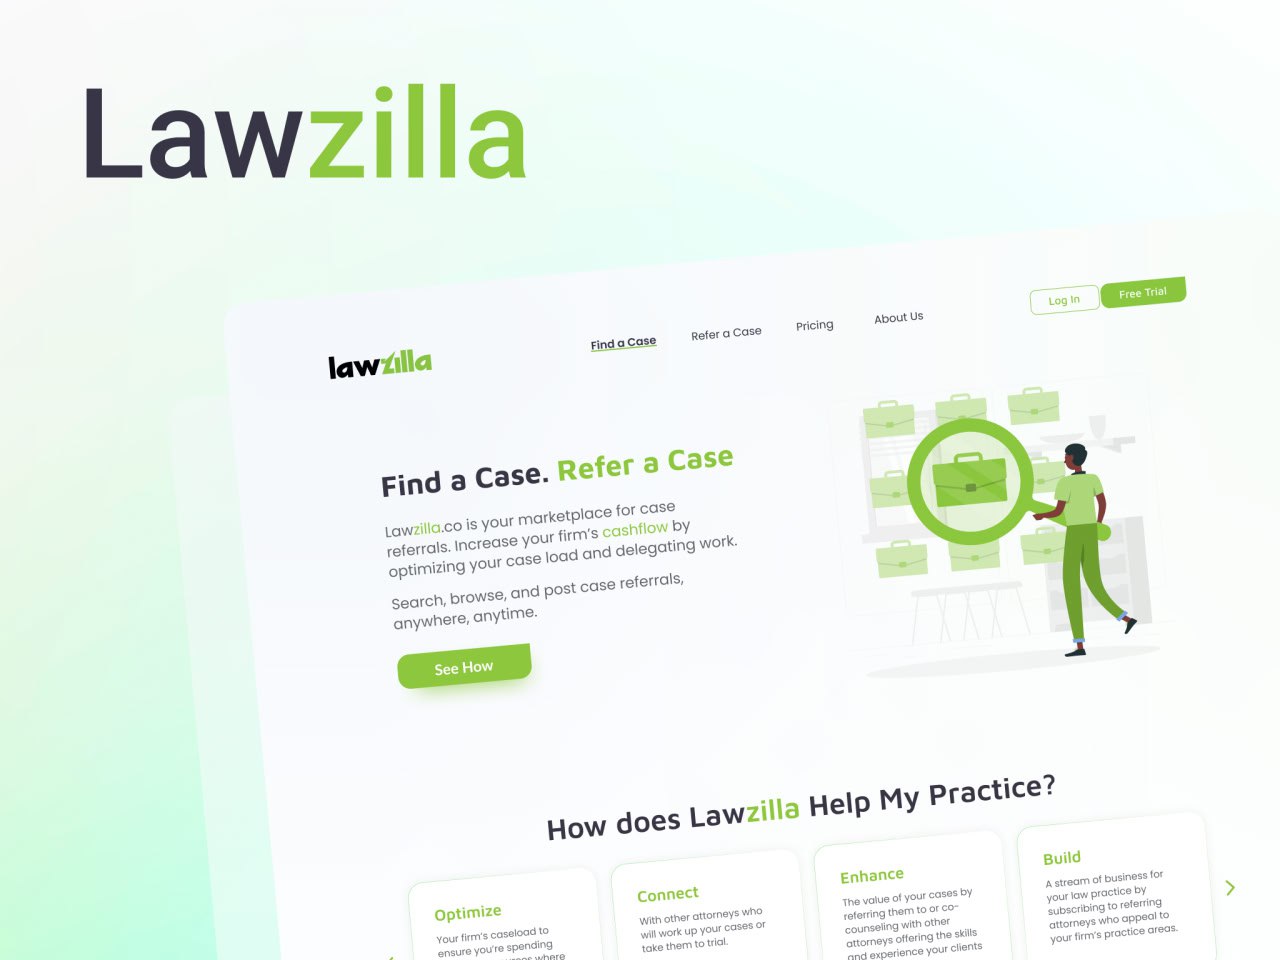 Lawzilla
lawzilla
Find a Case
Refer a Case
Pricing
About Us
Log In
Free Trial
Find a Case. Refer a Case
Lawzilla.co is your marketplace for case
referrals. Increase your firm's cashflow by
optimizing your case load and delegating work.
Search, browse, and post case referrals,
anywhere, anytime.
See How
How does Lawzilla Help My Practice?
Optimize
Your firm's caseload to
ensure you're spending
where
Connect
With other attorneys who
will work up your cases or
take them to trial.
Enhance
The value of your cases by
referring them to or co-
counseling with other
attorneys offering the skills
and experience your clients
Build
A stream of business for
your law practice by
subscribing to referring
attorneys who appeal to
your firm's practice areas.